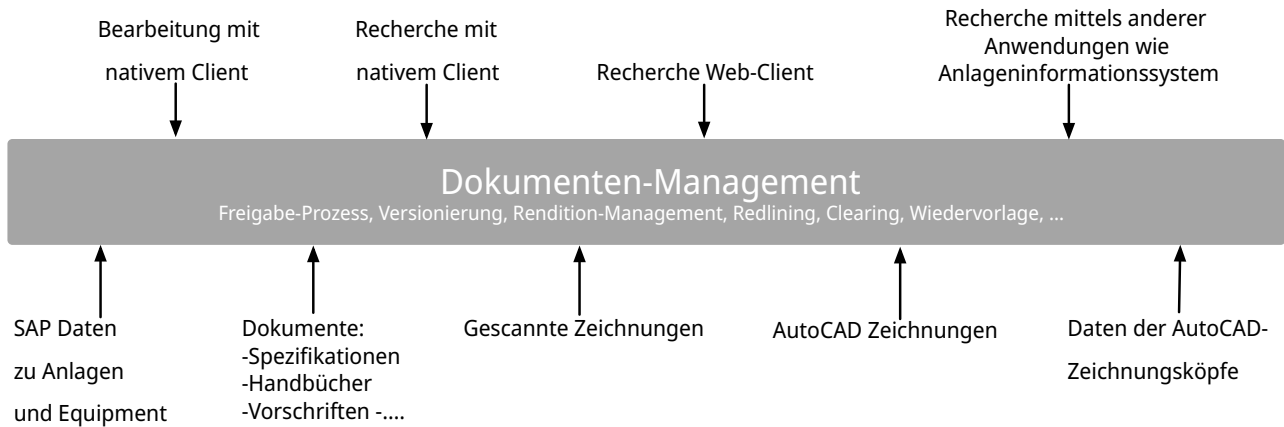 Bearbeitung mit
nativem Client
Recherche mit
nativem Client
Recherche Web-Client
Recherche mittels anderer
Anwendungen wie
Anlageninformationssystem
Dokumenten-Management
Freigabe-Prozess, Versionierung, Rendition-Management, Redlining, Clearing, Wiedervorlage, ...
SAP Daten
zu Anlagen
und Equipment
Dokumente:
-Spezifikationen
-Handbücher
-Vorschriften -....
Gescannte Zeichnungen
AutoCAD Zeichnungen
Daten der AutoCAD-
Zeichnungsköpfe